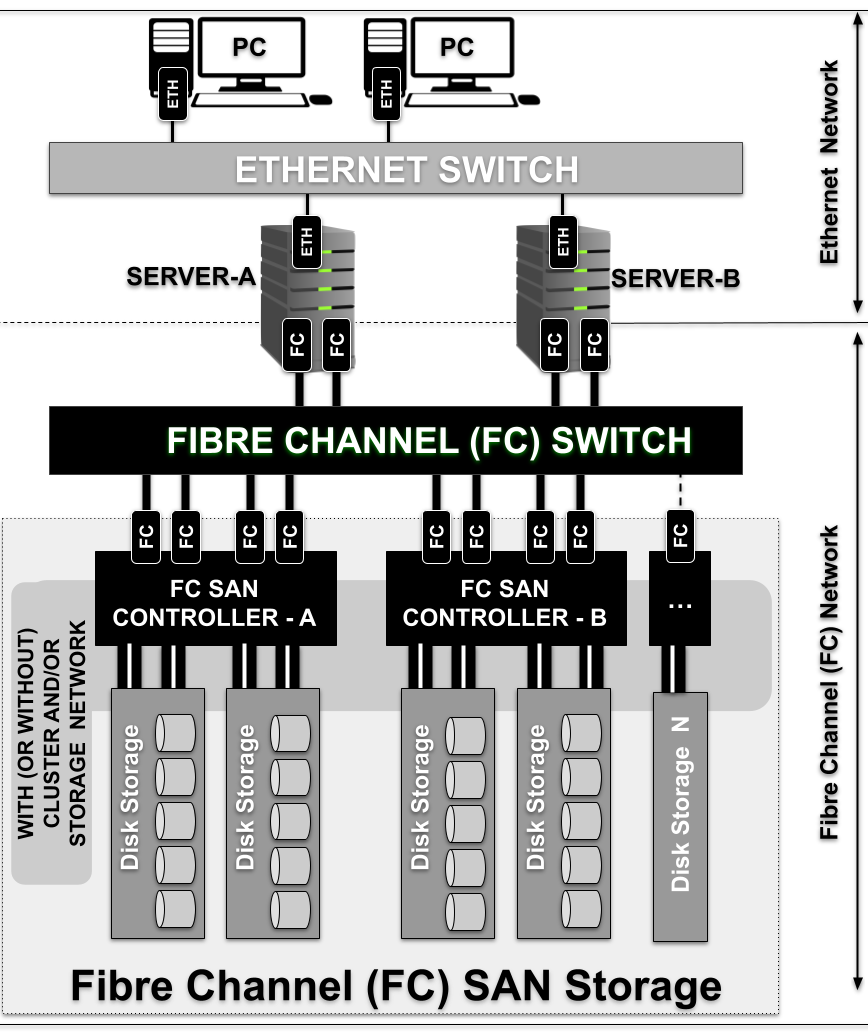 PC
PC
ETH
ETH
ETHERNET SWITCH
Ethernet Network
ETH
ETH
SERVER-A
SERVER-B
FC
FC
FC
FC
FIBRE CHANNEL (FC) SWITCH
FC
FC
FC
FC
FC
FC
FC
FC
FC
FC SAN
CONTROLLER - A
FC SAN
CONTROLLER - B
...
Fibre Channel (FC) Network
WITH (OR WITHOUT)
CLUSTER AND/OR
STORAGE NETWORK
Disk Storage
Disk Storage
Disk Storage
Disk Storage
Disk Storage N
Fibre Channel (FC) SAN Storage